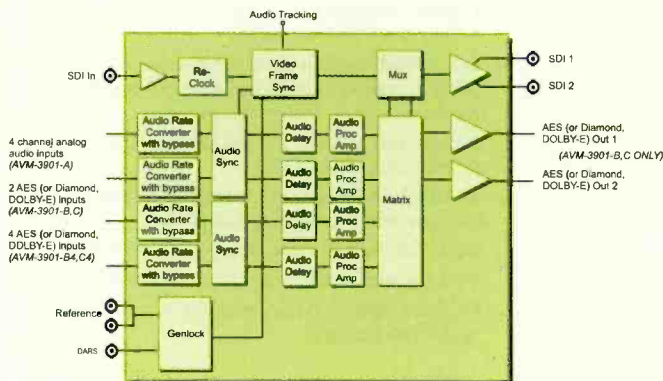 Audio Tracking
SDI In
Re-
Clock
Video
Frame
Sync
Mux
SDI 1
SDI 2
4 channel analog
audio inputs
(AVM-3901-A)
2 AES (or Diamond,
DOLBY-E) Inputs
(AVM-3901-B,C)
4 AES (or Diamond,
DOLBY-E) Inputs
(AVM-3901-B4,C4)
Audio Rate
Converter
with bypass
Audio Rate
Converter
with bypass
Audio Rate
Converter
with bypass
Audio Rate
Converter
with bypass
Audio
Sync
Audio
Sync
Audio
Delay
Audio
Delay
Audio
Delay
Audio
Delay
Audio
Proc
Amp
Audio
Proc
Amp
Audio
Proc
Amp
Audio
Proc
Amp
Matrix
AES (or Diamond,
DOLBY-E) Out 1
(AVM-3901-B,C ONLY)
AES (or Diamond,
DOLBY-E) Out 2
Reference
DARS
Genlock